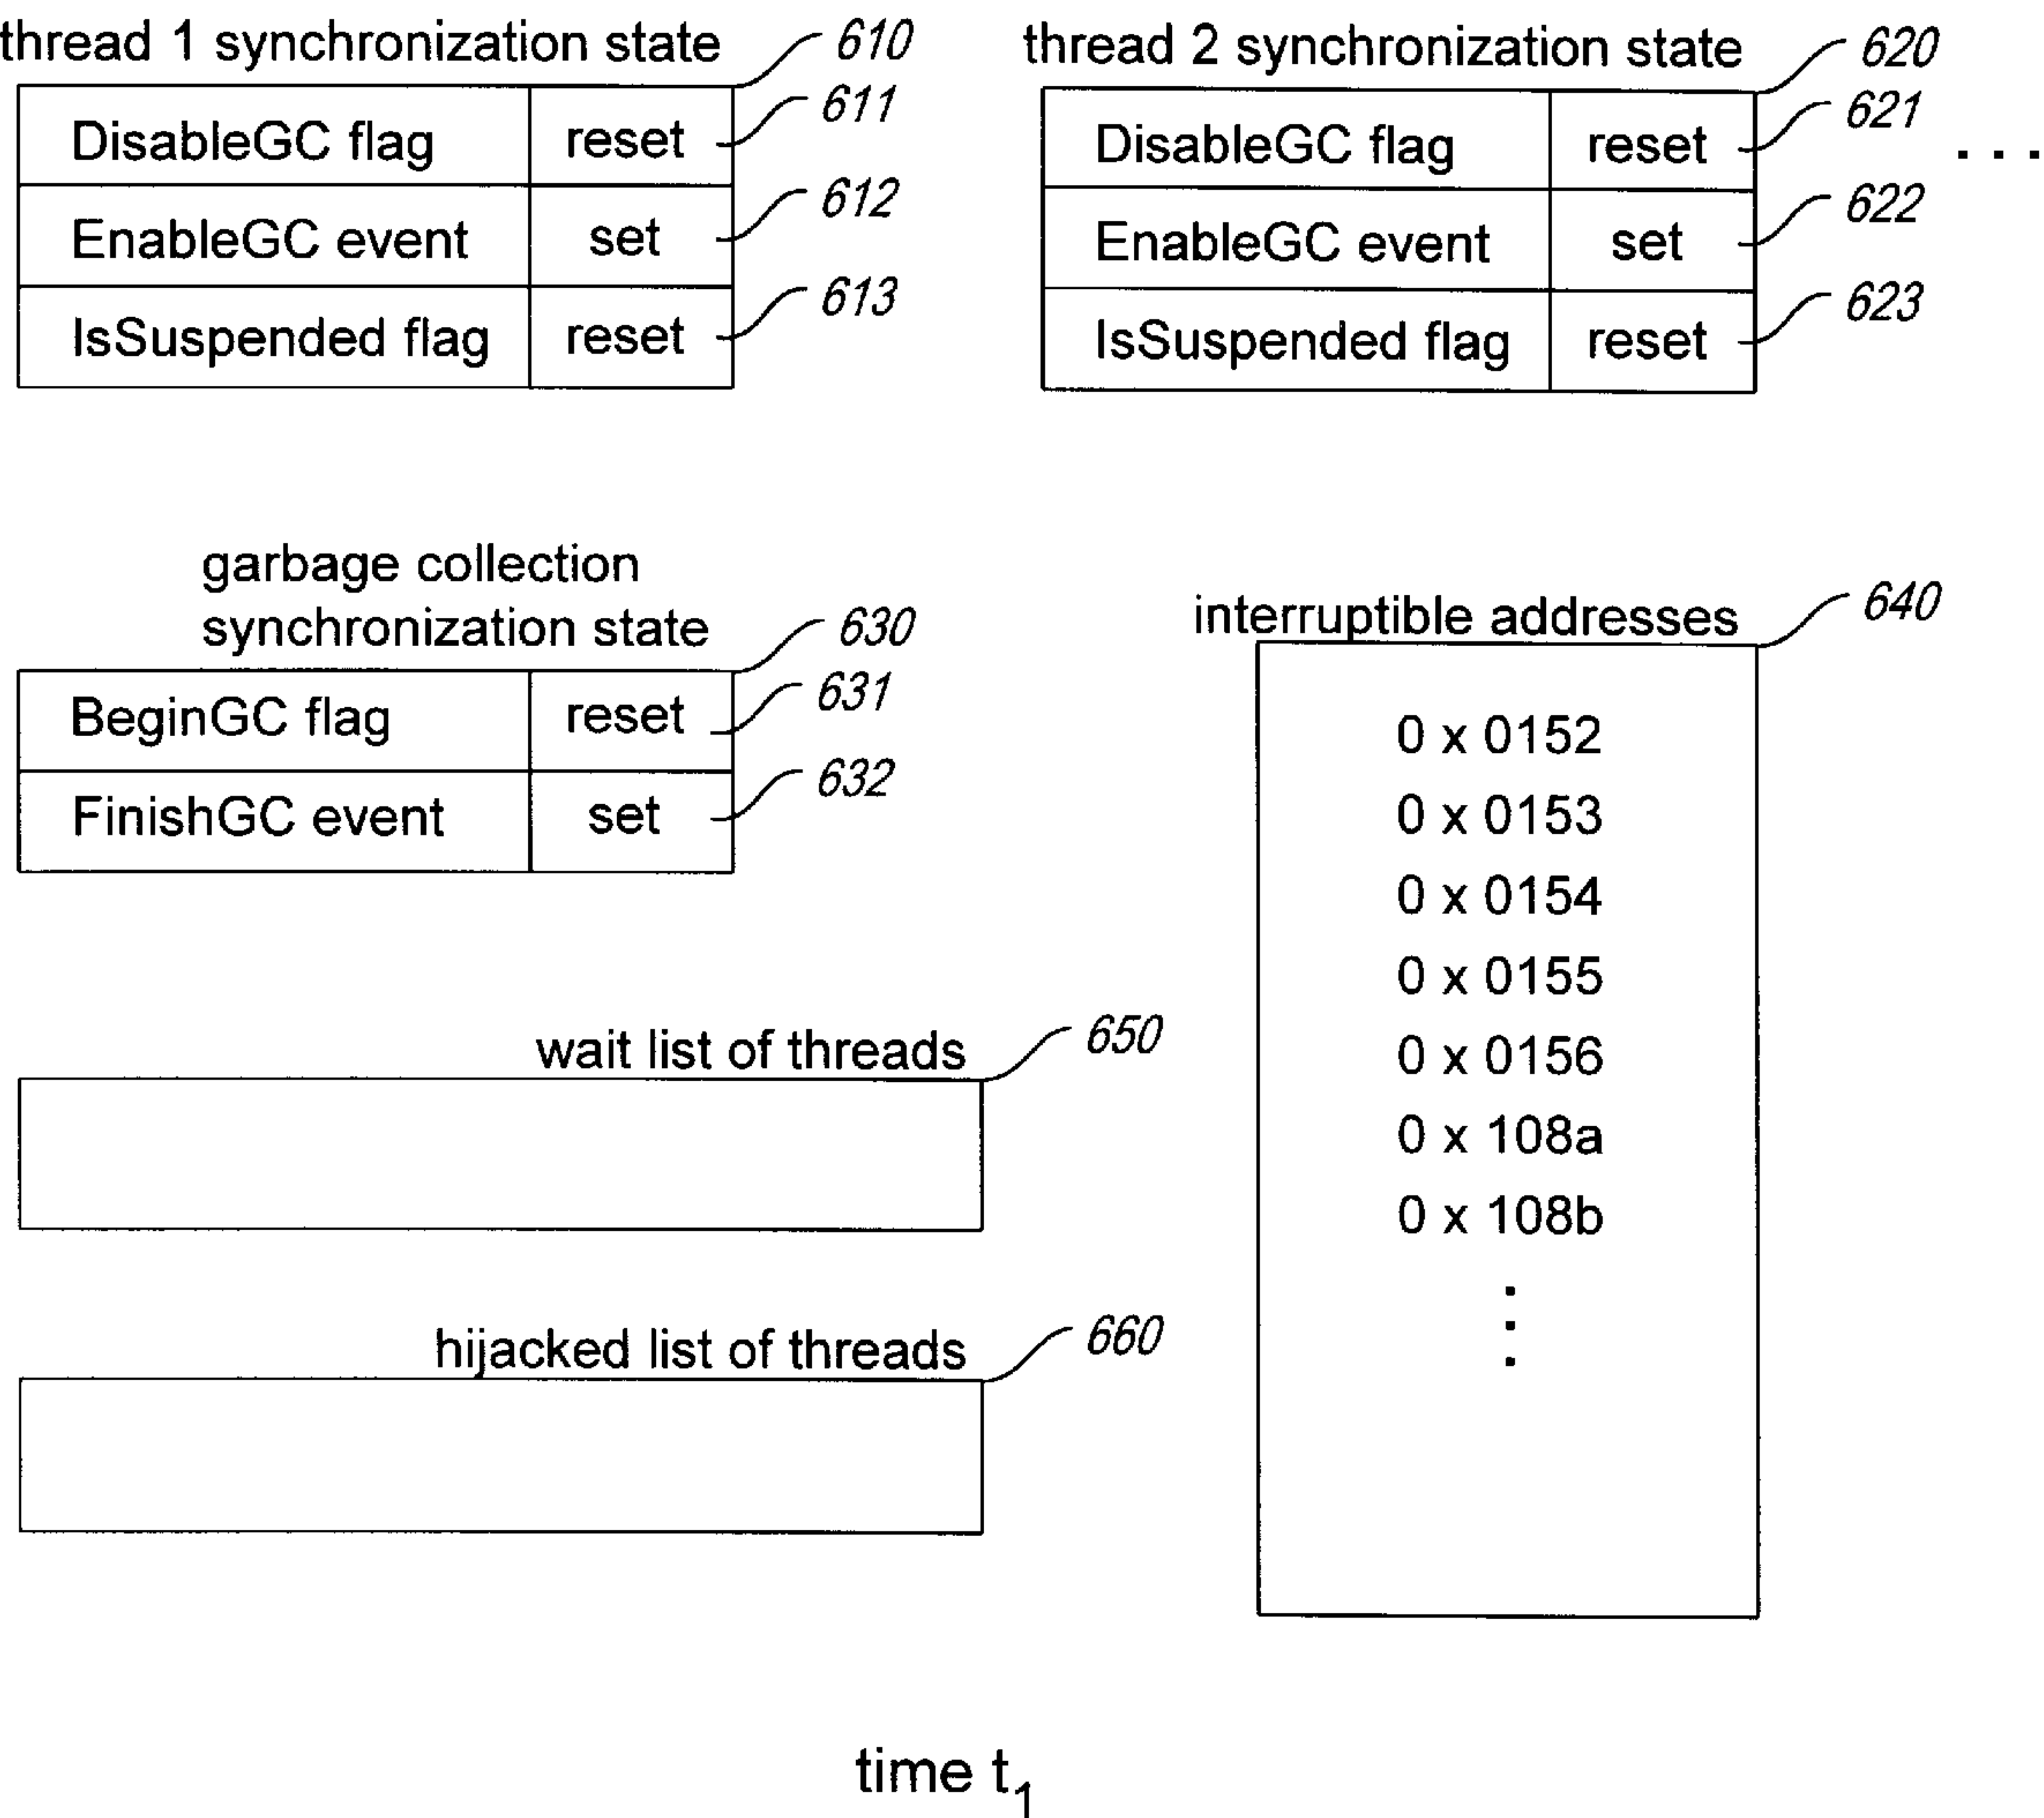 thread 1 synchronization state 610
DisableGC flag reset 611
EnableGC event set 612
IsSuspended flag reset 613
thread 2 synchronization state 620
DisableGC flag reset 621
EnableGC event set 622
IsSuspended flag reset 623
. . .
garbage collection
synchronization state 630
BeginGC flag reset 631
FinishGC event set 632
interruptible addresses 640
0 x 0152
0 x 0153
0 x 0154
0 x 0155
0 x 0156
0 x 108a
0 x 108b
wait list of threads 650
hijacked list of threads 660
time t1